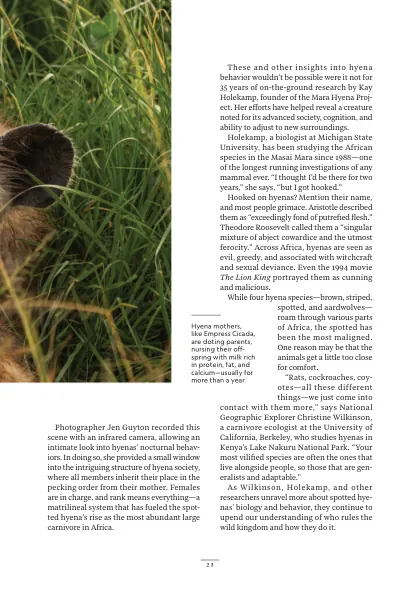 Photographer Jen Guyton recorded this
scene with an infrared camera, allowing an
intimate look into hyenas' nocturnal behav-
iors. In doing so, she provided a small window
into the intriguing structure of hyena society,
where all members inherit their place in the
pecking order from their mother. Females
are in charge, and rank means everything—a
matrilineal system that has fueled the spot-
ted hyena's rise as the most abundant large
carnivore in Africa.
These and other insights into hyena
behavior wouldn't be possible were it not for
35 years of on-the-ground research by Kay
Holekamp, founder of the Mara Hyena Proj-
ect. Her efforts have helped reveal a creature
noted for its advanced society, cognition, and
ability to adjust to new surroundings.
Holekamp, a biologist at Michigan State
University, has been studying the African
species in the Masai Mara since 1988—one
of the longest running investigations of any
mammal ever. “I thought I'd be there for two
years,” she says, “but I got hooked.”
Hooked on hyenas? Mention their name,
and most people grimace. Aristotle described
them as “exceedingly fond of putrefied flesh.”
Theodore Roosevelt called them a “singular
mixture of abject cowardice and the utmost
ferocity.” Across Africa, hyenas are seen as
evil, greedy, and associated with witchcraft
and sexual deviance. Even the 1994 movie
The Lion King portrayed them as cunning
and malicious.
While four hyena species—brown, striped,
spotted, and aardwolves—
roam through various parts
of Africa, the spotted has
been the most maligned.
One reason may be that the
animals get a little too close
for comfort.
“Rats, cockroaches, coy-
otes—all these different
things—we just come into
contact with them more,” says National
Geographic Explorer Christine Wilkinson,
a carnivore ecologist at the University of
California, Berkeley, who studies hyenas in
Kenya's Lake Nakuru National Park. “Your
most vilified species are often the ones that
live alongside people, so those that are gen-
eralists and adaptable.”
As Wilkinson, Holekamp, and other
researchers unravel more about spotted hye-
nas' biology and behavior, they continue to
upend our understanding of who rules the
wild kingdom and how they do it.
Hyena mothers,
like Empress Cicada,
are doting parents,
nursing their off-
spring with milk rich
in protein, fat, and
calcium—usually for
more than a year.
23